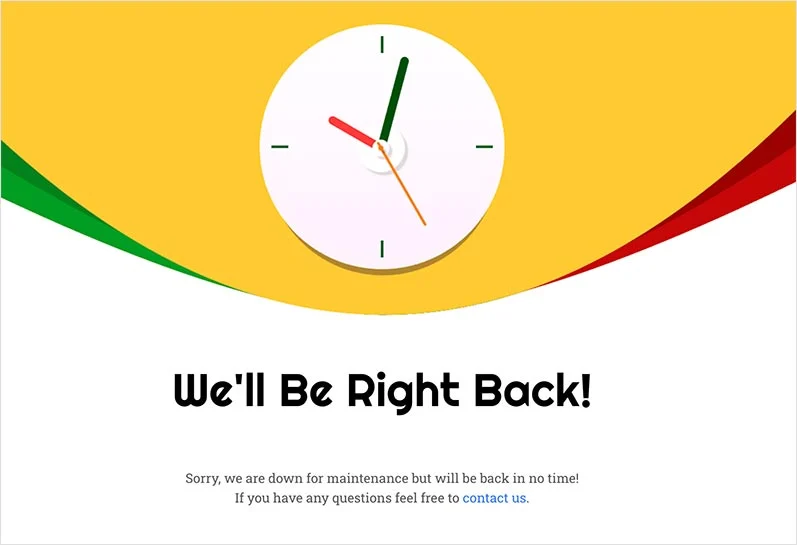 We'll Be Right Back!
Sorry, we are down for maintenance but will be back in no time!
If you have any questions feel free to contact us.